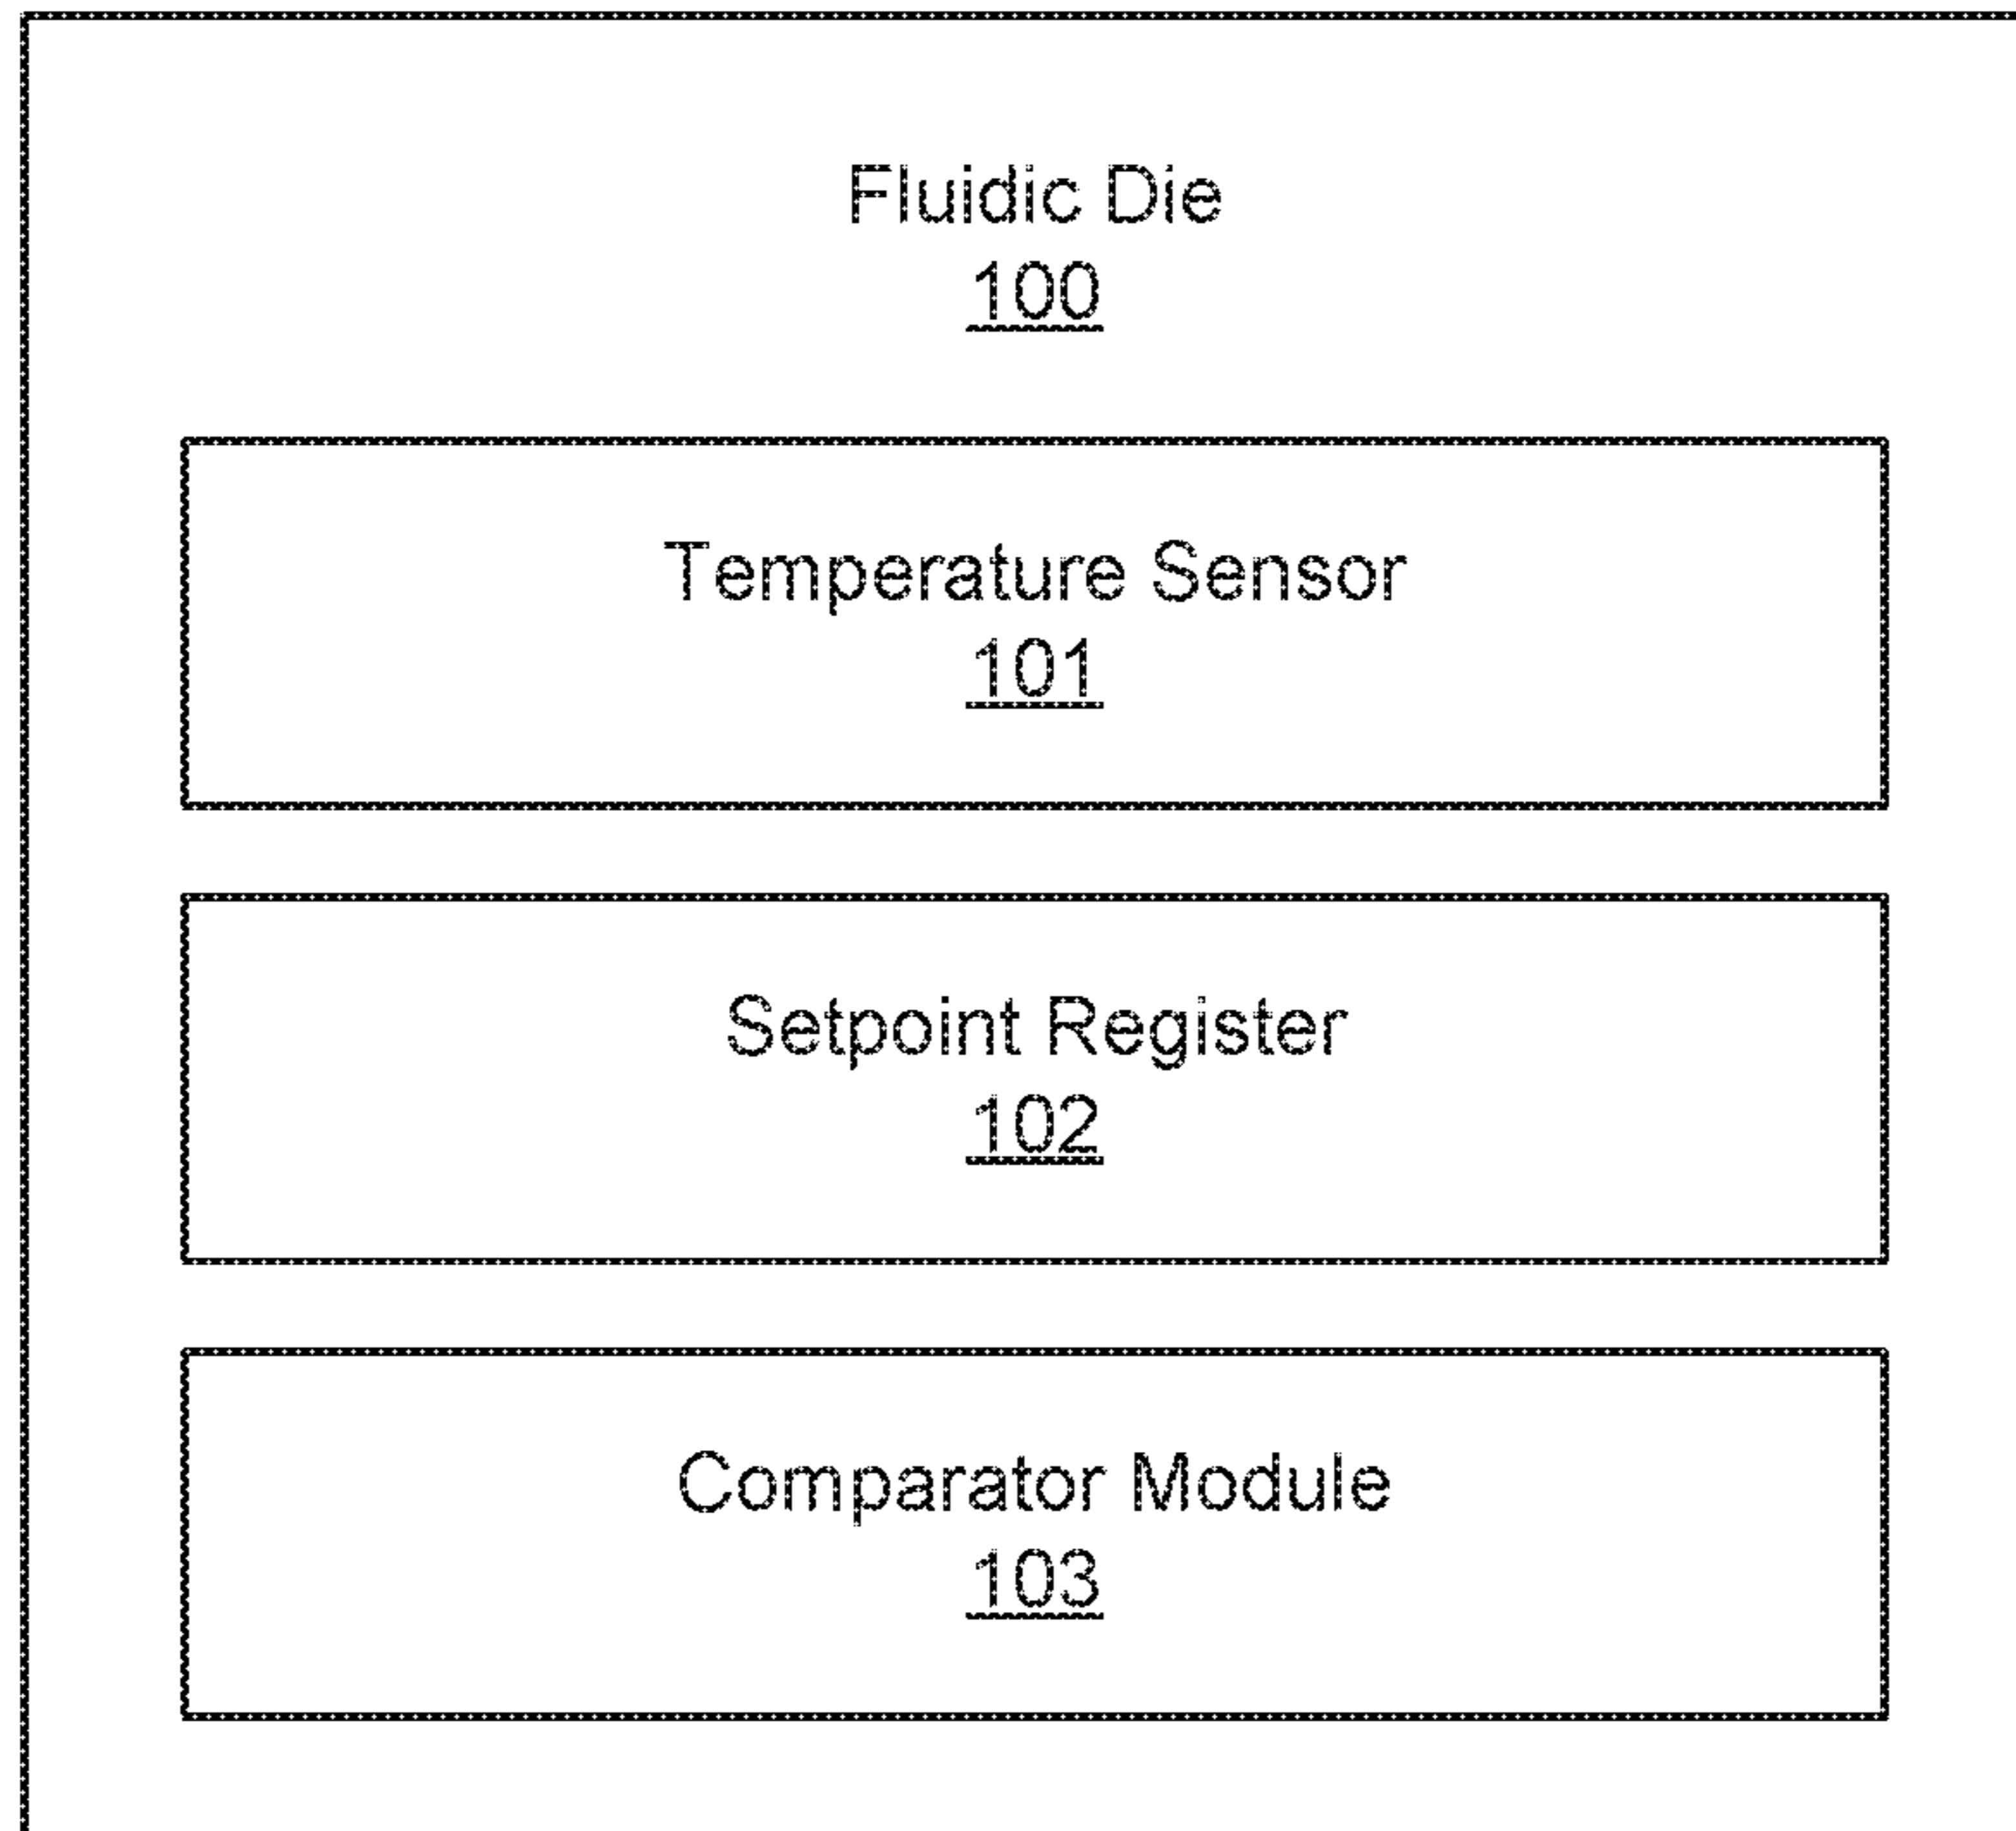 Fluidic Die
100
Temperature Sensor
101
Setpoint Register
102
Comparator Module
103